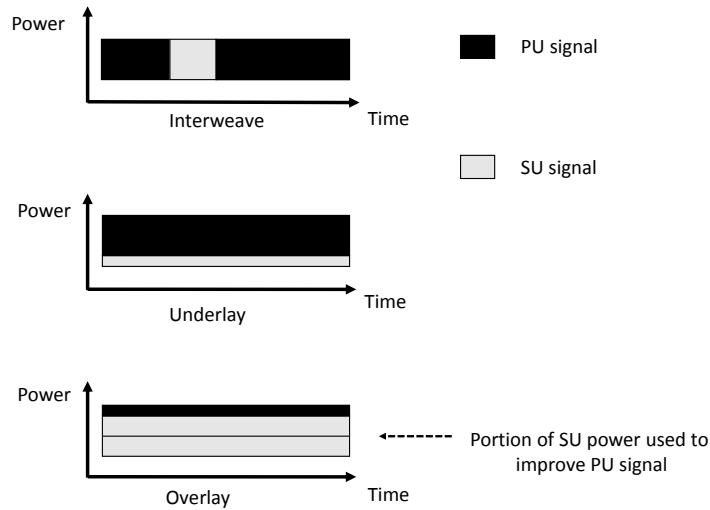 Power
Time
Interweave
PU signal
SU signal
Power
Time
Underlay
Power
Time
Overlay
Portion of SU power used to
improve PU signal